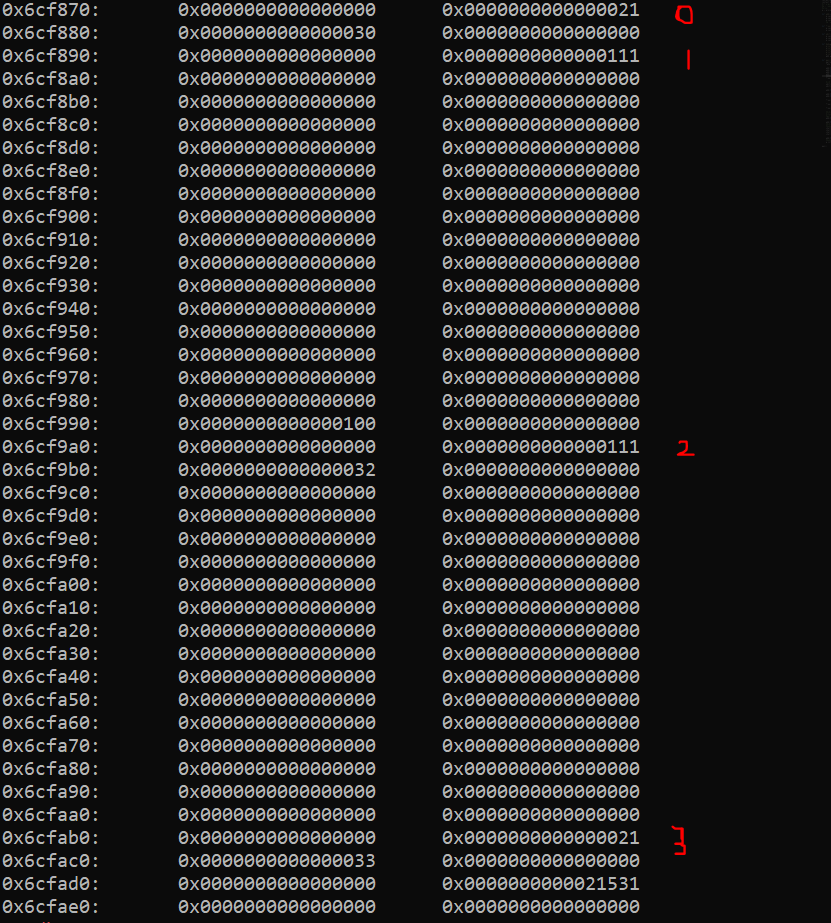 0x6cf870: 0x0000000000000000 0x0000000000000021 0
0x6cf880: 0x0000000000000030 0x0000000000000000
0x6cf890: 0x0000000000000000 0x0000000000000111 1
0x6cf8a0: 0x0000000000000000 0x0000000000000000
0x6cf8b0: 0x0000000000000000 0x0000000000000000
0x6cf8c0: 0x0000000000000000 0x0000000000000000
0x6cf8d0: 0x0000000000000000 0x0000000000000000
0x6cf8e0: 0x0000000000000000 0x0000000000000000
0x6cf8f0: 0x0000000000000000 0x0000000000000000
0x6cf900: 0x0000000000000000 0x0000000000000000
0x6cf910: 0x0000000000000000 0x0000000000000000
0x6cf920: 0x0000000000000000 0x0000000000000000
0x6cf930: 0x0000000000000000 0x0000000000000000
0x6cf940: 0x0000000000000000 0x0000000000000000
0x6cf950: 0x0000000000000000 0x0000000000000000
0x6cf960: 0x0000000000000000 0x0000000000000000
0x6cf970: 0x0000000000000000 0x0000000000000000
0x6cf980: 0x0000000000000000 0x0000000000000000
0x6cf990: 0x0000000000000100 0x0000000000000000
0x6cf9a0: 0x0000000000000000 0x0000000000000111 2
0x6cf9b0: 0x0000000000000032 0x0000000000000000
0x6cf9c0: 0x0000000000000000 0x0000000000000000
0x6cf9d0: 0x0000000000000000 0x0000000000000000
0x6cf9e0: 0x0000000000000000 0x0000000000000000
0x6cf9f0: 0x0000000000000000 0x0000000000000000
0x6cfa00: 0x0000000000000000 0x0000000000000000
0x6cfa10: 0x0000000000000000 0x0000000000000000
0x6cfa20: 0x0000000000000000 0x0000000000000000
0x6cfa30: 0x0000000000000000 0x0000000000000000
0x6cfa40: 0x0000000000000000 0x0000000000000000
0x6cfa50: 0x0000000000000000 0x0000000000000000
0x6cfa60: 0x0000000000000000 0x0000000000000000
0x6cfa70: 0x0000000000000000 0x0000000000000000
0x6cfa80: 0x0000000000000000 0x0000000000000000
0x6cfa90: 0x0000000000000000 0x0000000000000000
0x6cfaa0: 0x0000000000000000 0x0000000000000000
0x6cfab0: 0x0000000000000000 0x0000000000000021 3
0x6cfac0: 0x0000000000000033 0x0000000000000000
0x6cfad0: 0x0000000000000000 0x0000000000021531
0x6cfae0: 0x0000000000000000 0x0000000000000000